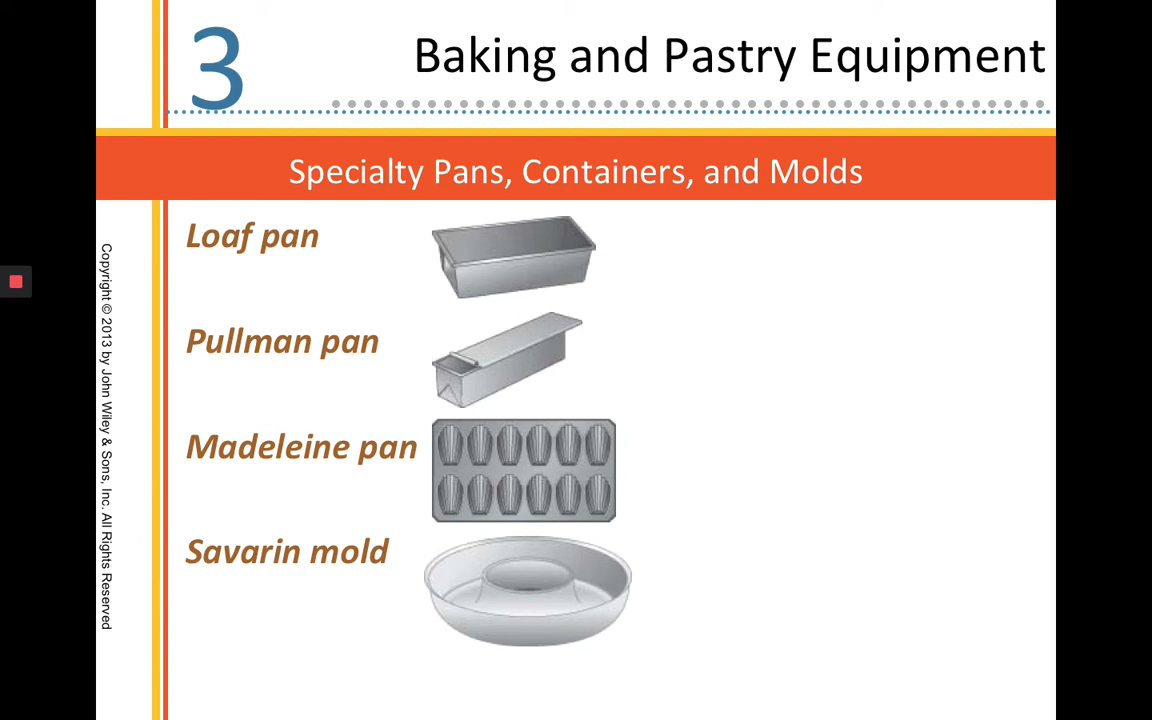 3
Baking and Pastry Equipment
Specialty Pans, Containers, and Molds
Loaf pan
Pullman pan
Madeleine pan
Savarin mold
Copyright © 2013 by John Wiley & Sons, Inc. All Rights Reserved